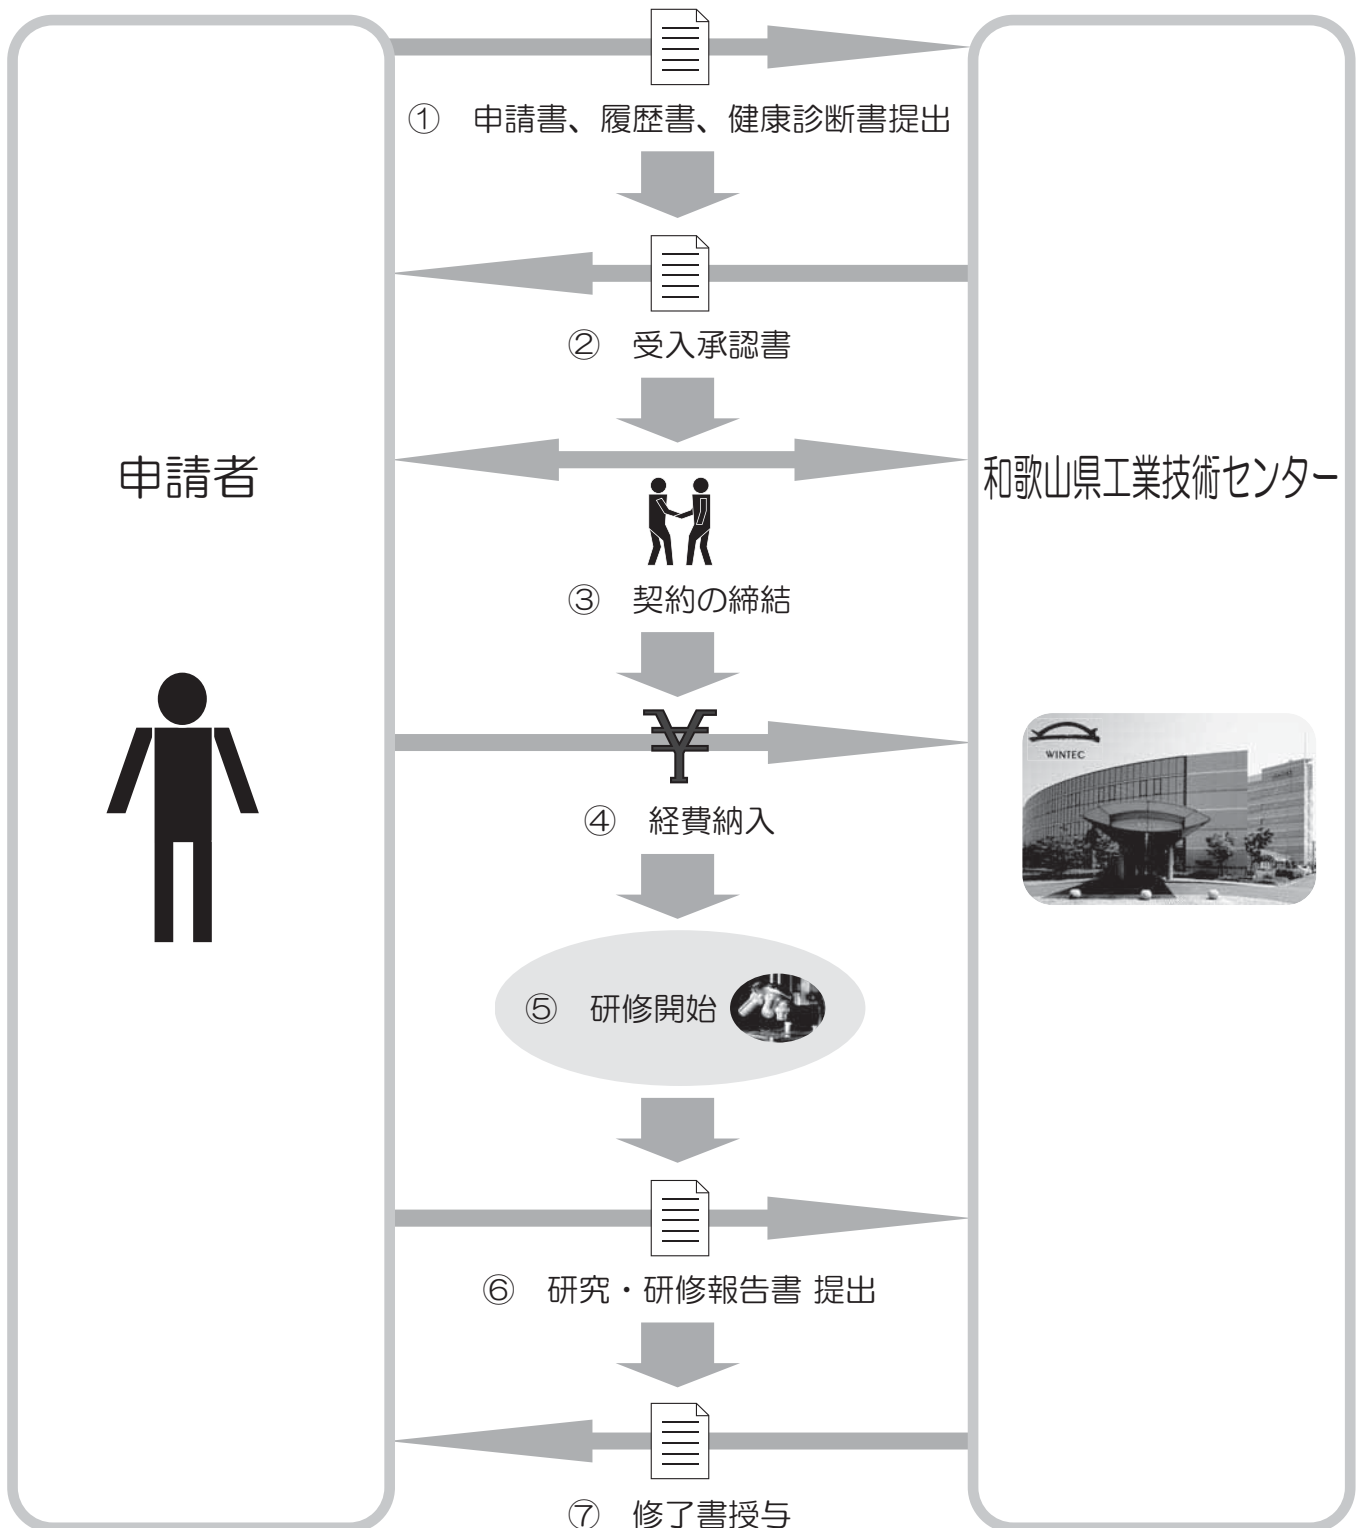 ① 申請書、履歴書、健康診断書提出
② 受入承認書
申請者
和歌山県工業技術センター
③ 契約の締結
WINTEC
④ 経費納入
⑤ 研修開始
⑥ 研究・研修報告書 提出
⑦ 修了書授与